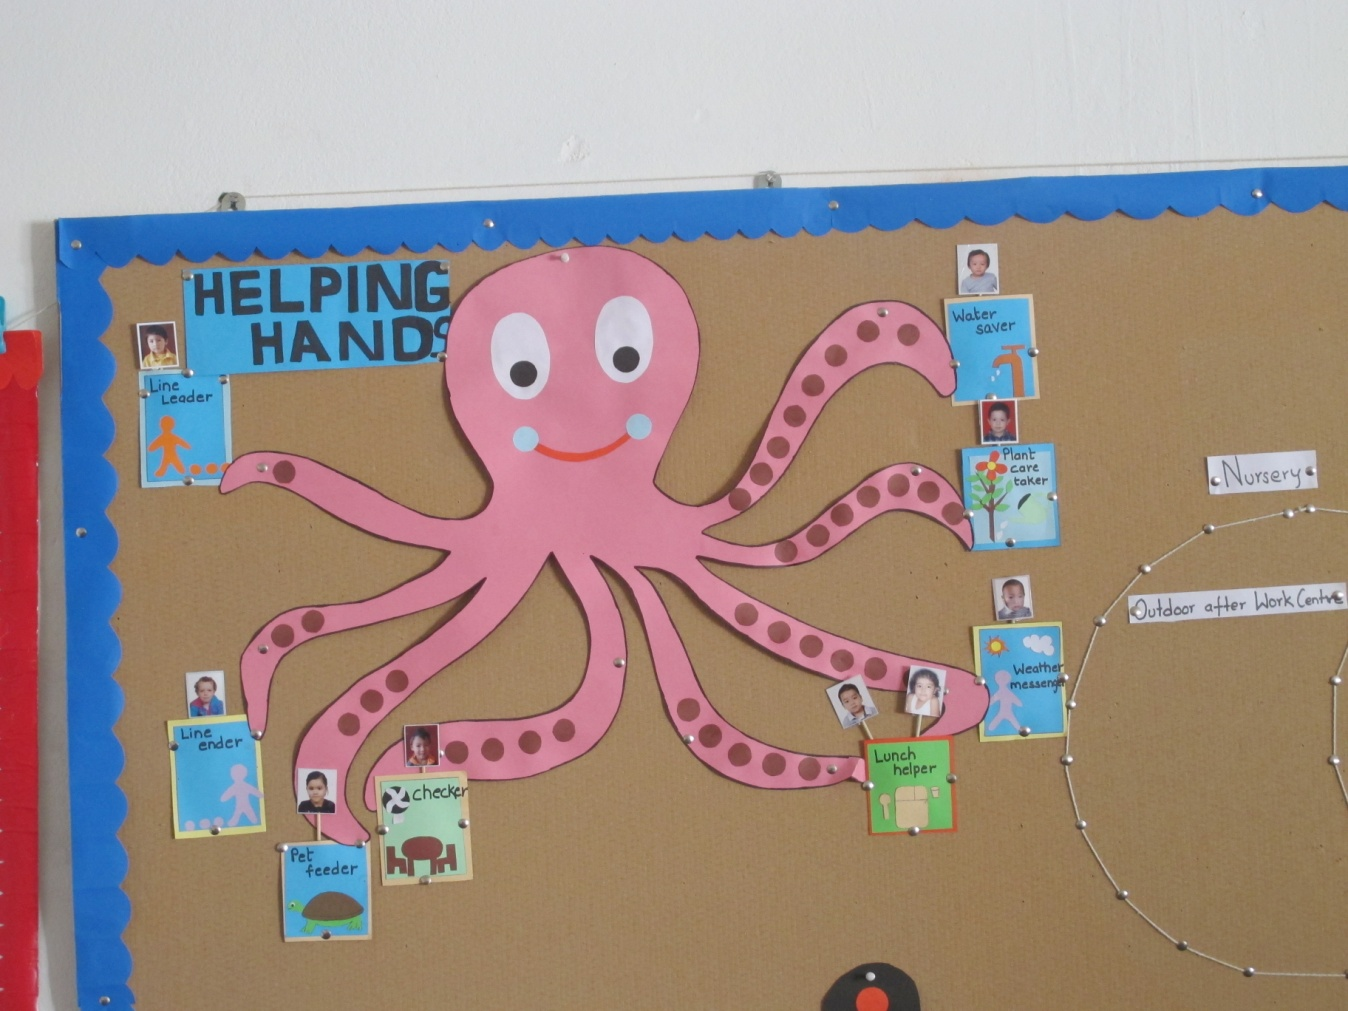 HELPING
HANDS
Line
Leader
Water
saver
Plant
care
taker
Nursery
Outdoor after Work Centre
Weather
messenger
Line
ender
Lunch
helper
checker
Pet
feeder